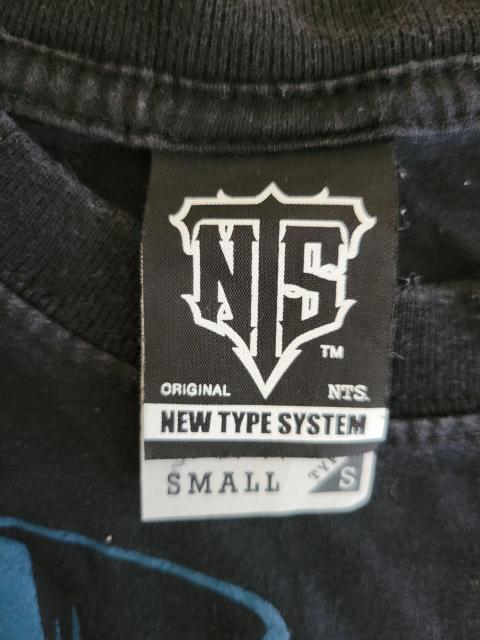 NTS
TM
ORIGINAL NTS.
NEW TYPE SYSTEM
SMALL S